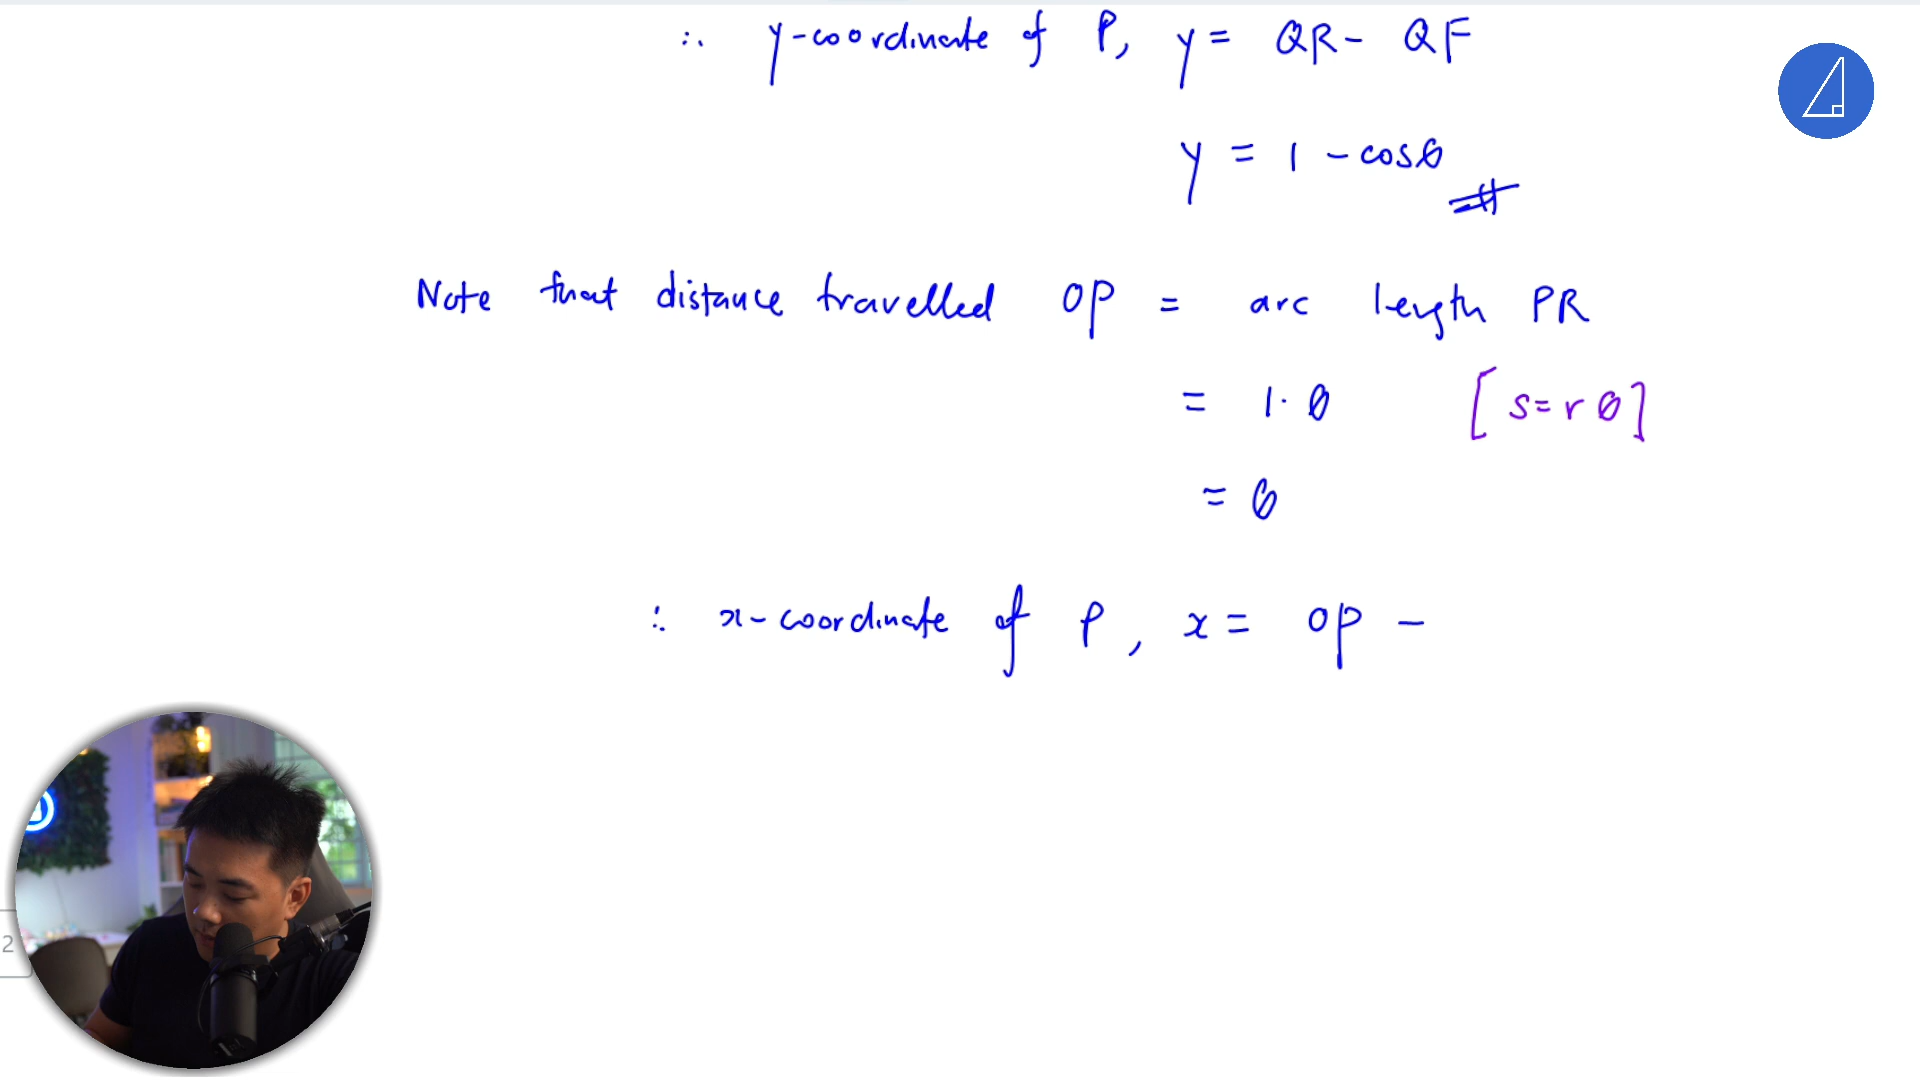 ∴ y-coordinate of P, y = QR - QF
y = 1 - cosθ
Note that distance travelled OP = arc length PR
= 1·θ [s=rθ]
= θ
∴ x-coordinate of P, x = OP -
2